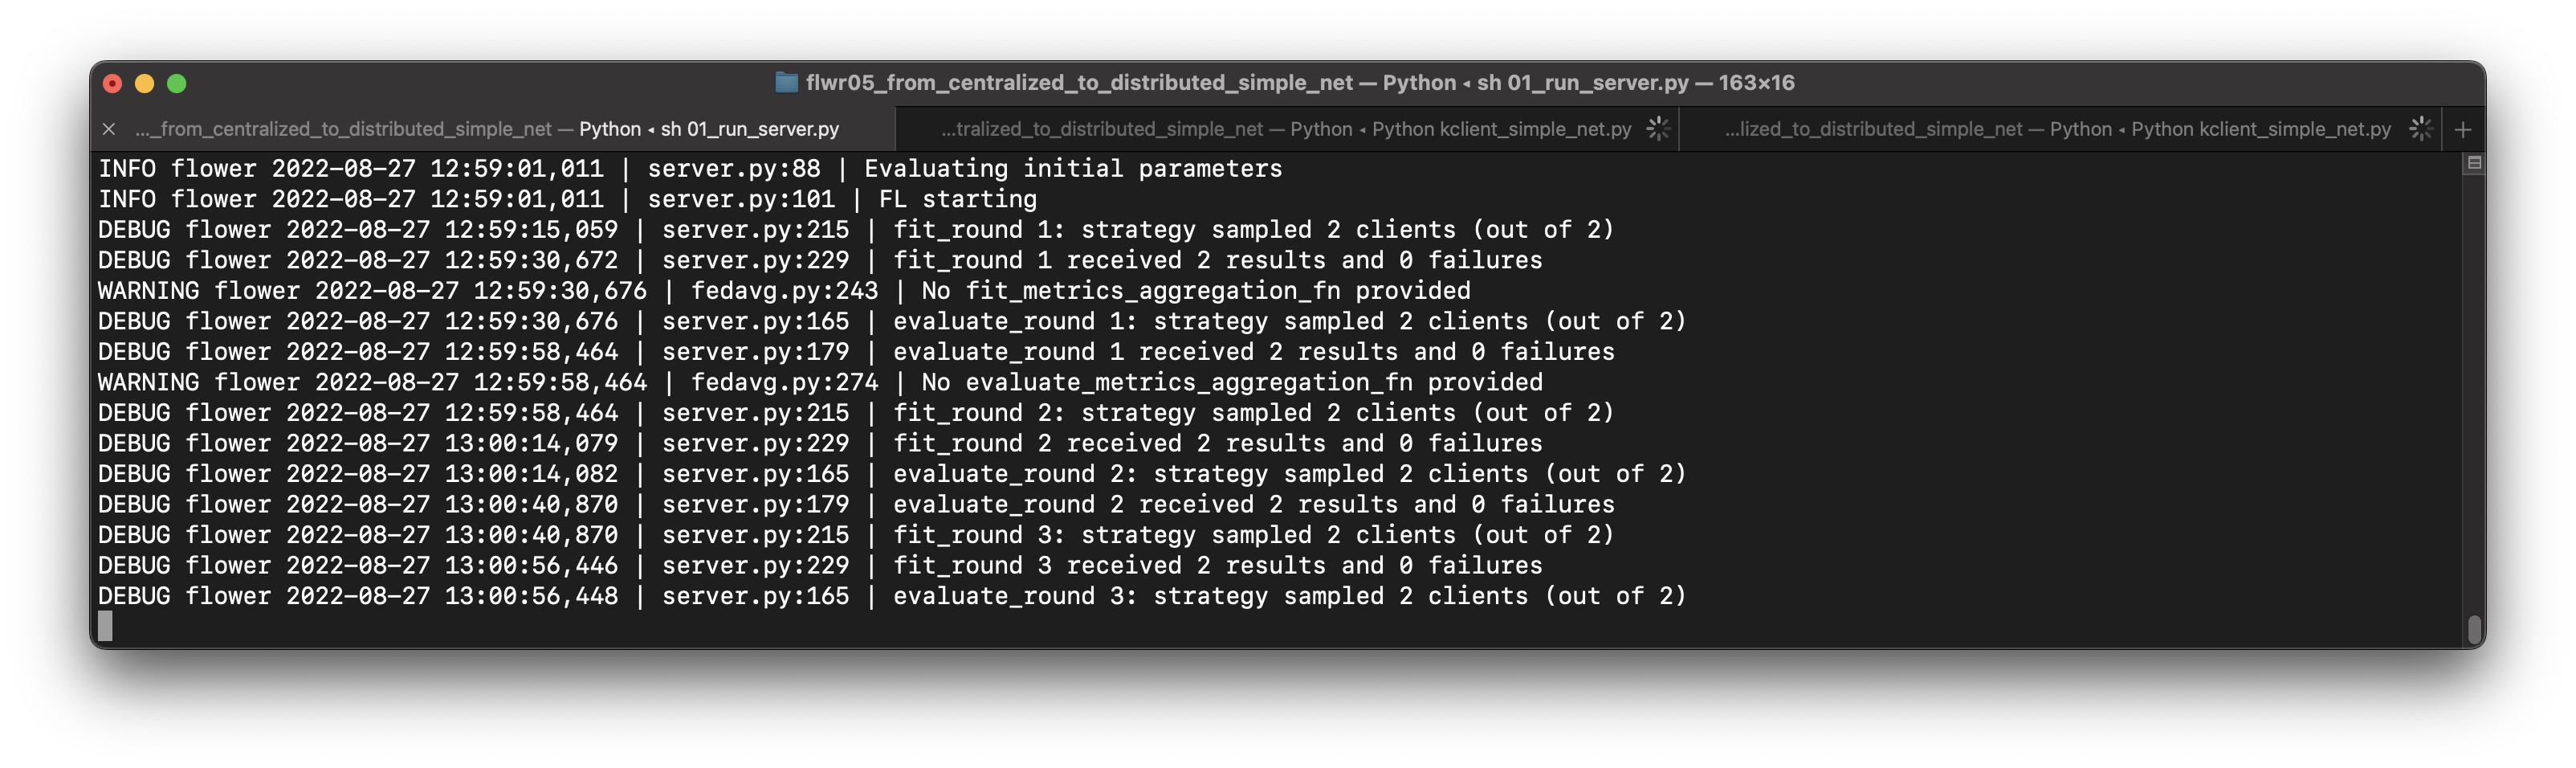 flwr05_from_centralized_to_distributed_simple_net — Python ◂ sh 01_run_server.py — 163×16
..._from_centralized_to_distributed_simple_net — Python ◂ sh 01_run_server.py
...tralized_to_distributed_simple_net — Python ◂ Python kclient_simple_net.py
...lized_to_distributed_simple_net — Python ◂ Python kclient_simple_net.py
INFO flower 2022-08-27 12:59:01,011 | server.py:88 | Evaluating initial parameters
INFO flower 2022-08-27 12:59:01,011 | server.py:101 | FL starting
DEBUG flower 2022-08-27 12:59:15,059 | server.py:215 | fit_round 1: strategy sampled 2 clients (out of 2)
DEBUG flower 2022-08-27 12:59:30,672 | server.py:229 | fit_round 1 received 2 results and 0 failures
WARNING flower 2022-08-27 12:59:30,676 | fedavg.py:243 | No fit_metrics_aggregation_fn provided
DEBUG flower 2022-08-27 12:59:30,676 | server.py:165 | evaluate_round 1: strategy sampled 2 clients (out of 2)
DEBUG flower 2022-08-27 12:59:58,464 | server.py:179 | evaluate_round 1 received 2 results and 0 failures
WARNING flower 2022-08-27 12:59:58,464 | fedavg.py:274 | No evaluate_metrics_aggregation_fn provided
DEBUG flower 2022-08-27 12:59:58,464 | server.py:215 | fit_round 2: strategy sampled 2 clients (out of 2)
DEBUG flower 2022-08-27 13:00:14,079 | server.py:229 | fit_round 2 received 2 results and 0 failures
DEBUG flower 2022-08-27 13:00:14,082 | server.py:165 | evaluate_round 2: strategy sampled 2 clients (out of 2)
DEBUG flower 2022-08-27 13:00:40,870 | server.py:179 | evaluate_round 2 received 2 results and 0 failures
DEBUG flower 2022-08-27 13:00:40,870 | server.py:215 | fit_round 3: strategy sampled 2 clients (out of 2)
DEBUG flower 2022-08-27 13:00:56,446 | server.py:229 | fit_round 3 received 2 results and 0 failures
DEBUG flower 2022-08-27 13:00:56,448 | server.py:165 | evaluate_round 3: strategy sampled 2 clients (out of 2)